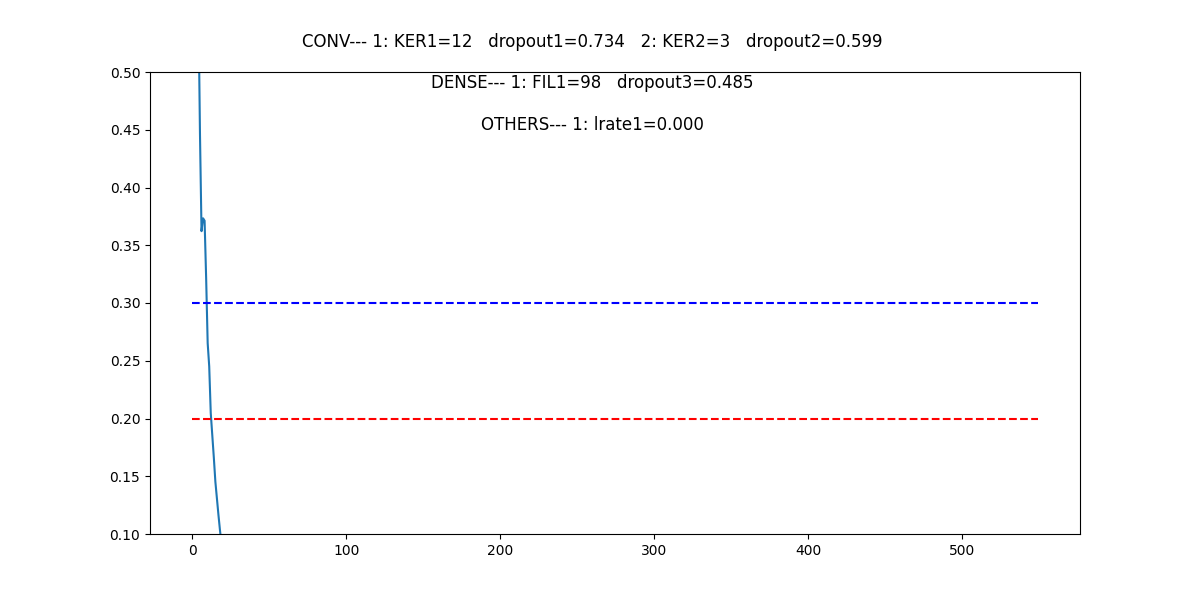 CONV--- 1: KER1=12   dropout1=0.734   2: KER2=3   dropout2=0.599
DENSE--- 1: FIL1=98   dropout3=0.485
OTHERS--- 1: lrate1=0.000
0.50
0.45
0.40
0.35
0.30
0.25
0.20
0.15
0.10
0 100 200 300 400 500